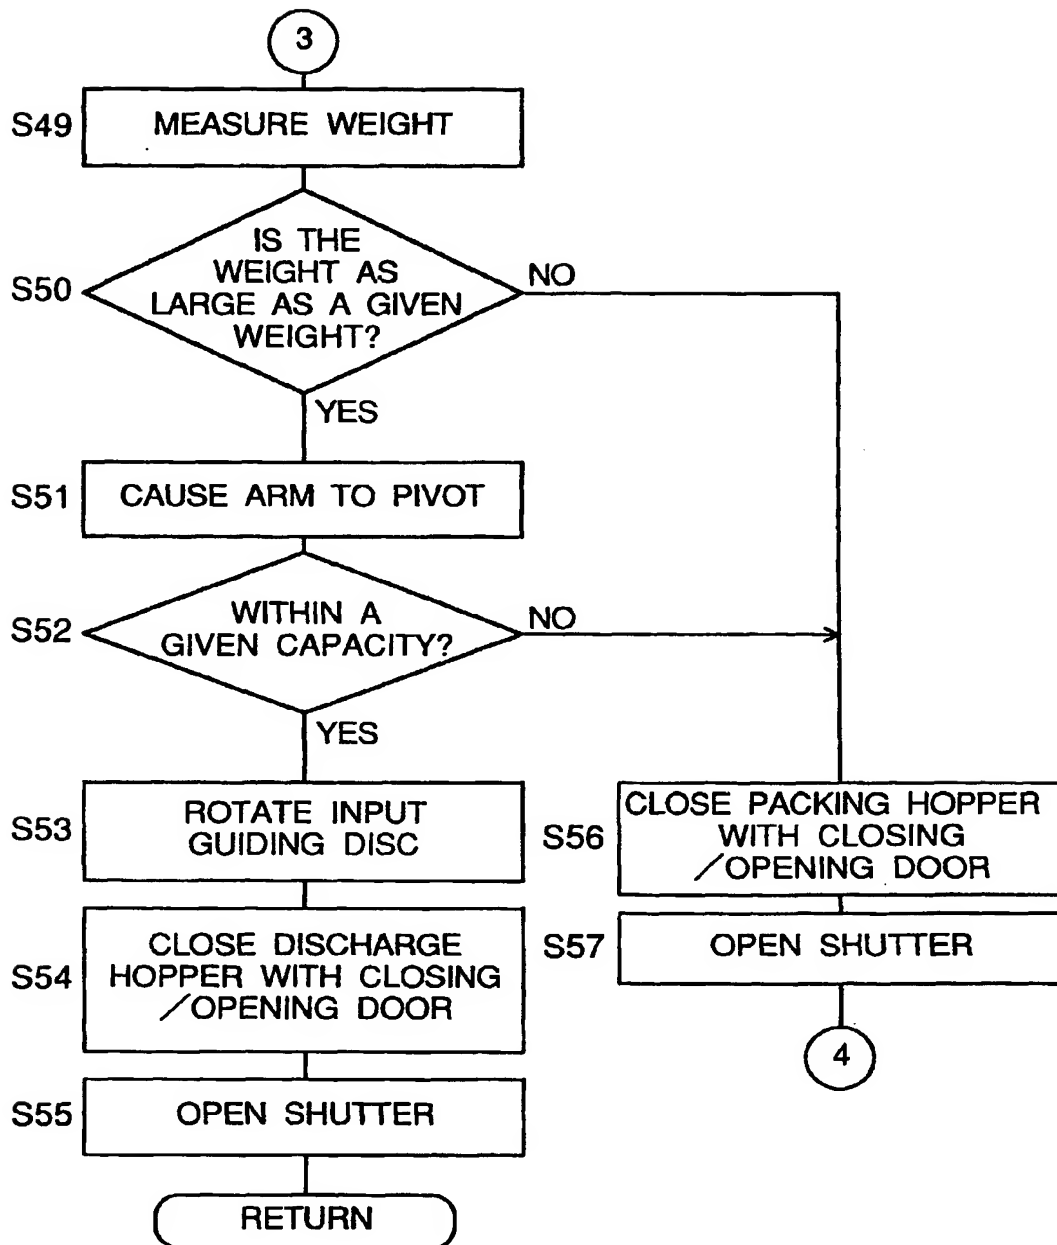 3
S49
MEASURE WEIGHT
S50
IS THE
WEIGHT AS
LARGE AS A GIVEN
WEIGHT?
NO
YES
S51
CAUSE ARM TO PIVOT
S52
WITHIN A
GIVEN CAPACITY?
NO
YES
S53
ROTATE INPUT
GUIDING DISC
S54
CLOSE DISCHARGE
HOPPER WITH CLOSING
/OPENING DOOR
S55
OPEN SHUTTER
RETURN
S56
CLOSE PACKING HOPPER
WITH CLOSING
/OPENING DOOR
S57
OPEN SHUTTER
4